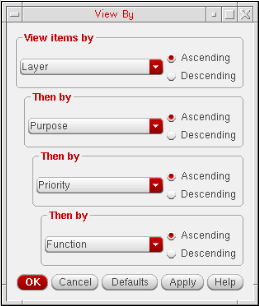 View By
View items by
Layer
Ascending
Descending
Then by
Purpose
Ascending
Descending
Then by
Priority
Ascending
Descending
Then by
Function
Ascending
Descending
OK Cancel Defaults Apply Help